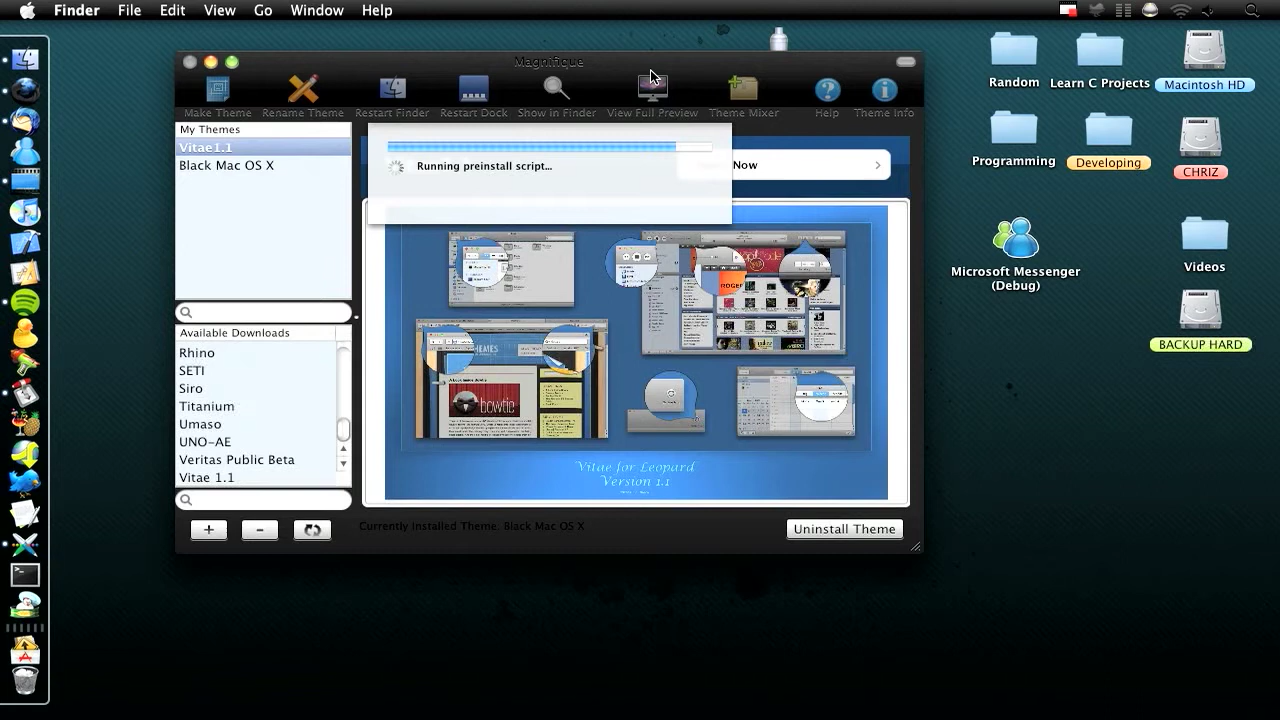 Finder File Edit View Go Window Help
Magnifique
Make Theme Rename Theme Restart Finder Restart Dock Show in Finder View Full Preview Theme Mixer Help Theme Info
My Themes
Vitae1.1
Black Mac OS X
Running preinstall script...
Now
Available Downloads
Rhino
SETI
Siro
Titanium
Umaso
UNO-AE
Veritas Public Beta
Vitae 1.1
THEMES
bowtie
Vitae for Leopard
Version 1.1
+ -
Currently Installed Theme: Black Mac OS X
Uninstall Theme
Random
Learn C Projects
Macintosh HD
Programming
Developing
CHRIZ
Microsoft Messenger
(Debug)
Videos
BACKUP HARD